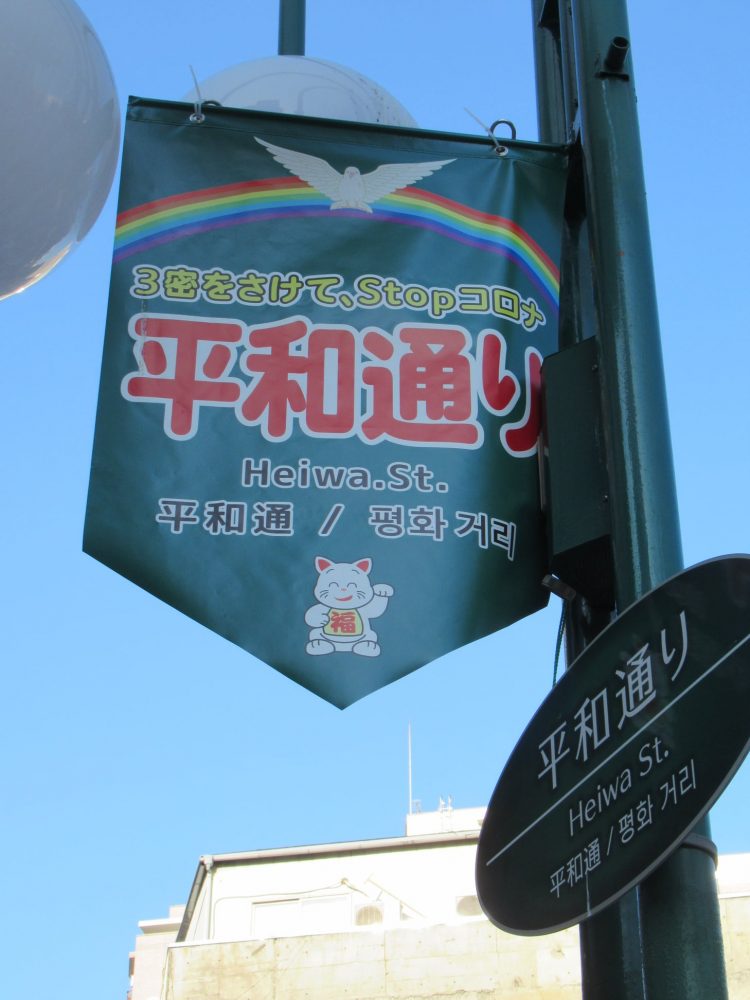 3密をさけて、Stopコロナ
平和通り
Heiwa.St.
平和通 / 평화 거리
福
平和通り
Heiwa St.
平和通 / 평화 거리